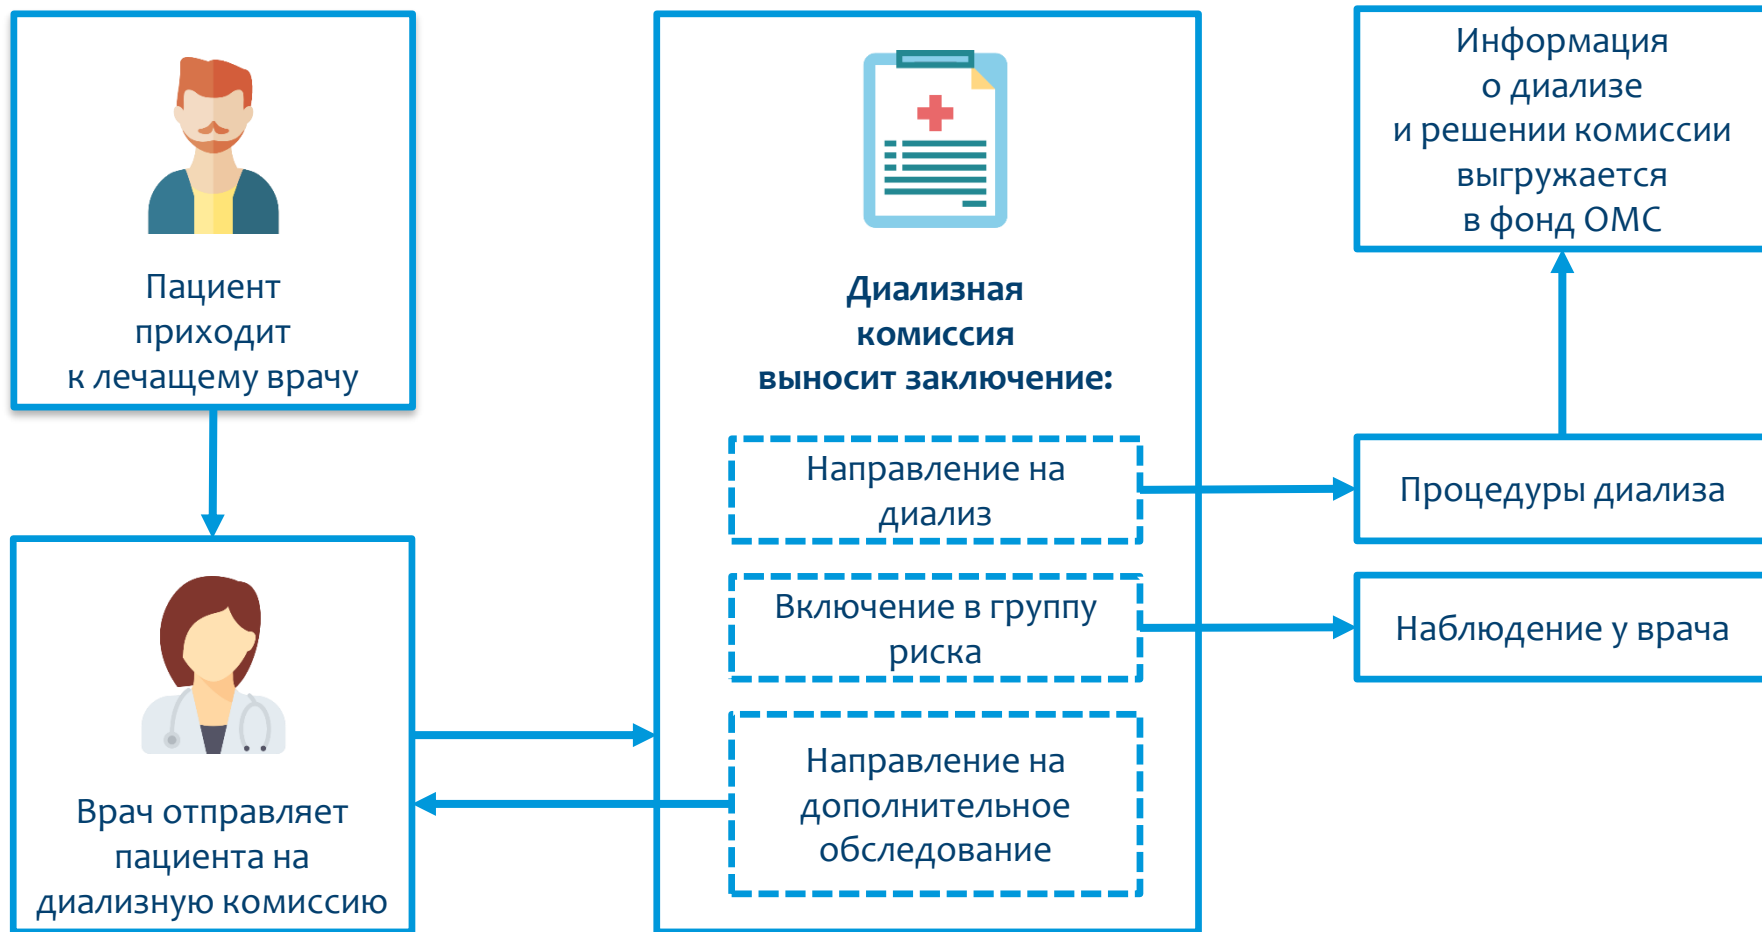 Пациент
приходит
к лечащему врачу
Врач отправляет
пациента на
диализную комиссию
Диализная
комиссия
выносит заключение:
Направление на
диализ
Включение в группу
риска
Направление на
дополнительное
обследование
Информация
о диализе
и решении комиссии
выгружается
в фонд ОМС
Процедуры диализа
Наблюдение у врача